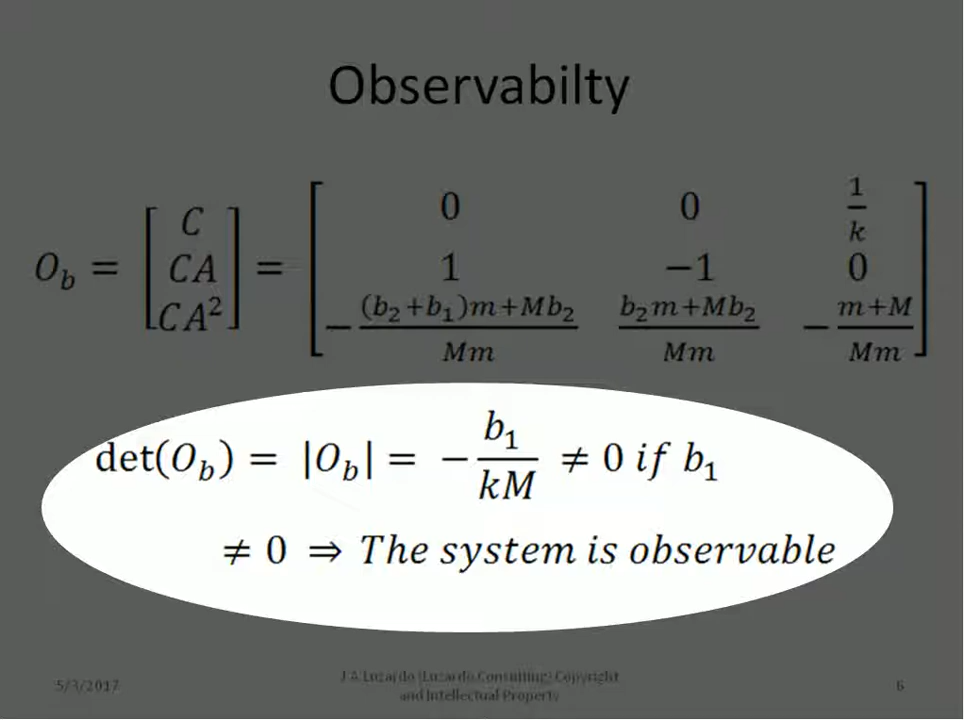 Observabilty
O_b = [ C ; CA ; CA² ] = [ 0 0 1/k ; 1 −1 0 ; −((b₂+b₁)m+Mb₂)/(Mm) (b₂m+Mb₂)/(Mm) −(m+M)/(Mm) ]
det(O_b) = |O_b| = − b₁/(kM) ≠ 0 if b₁
≠ 0 ⇒ The system is observable
5/3/2017
J A Luzardo (Luzardo Consulting) Copyright
and Intellectual Property
6